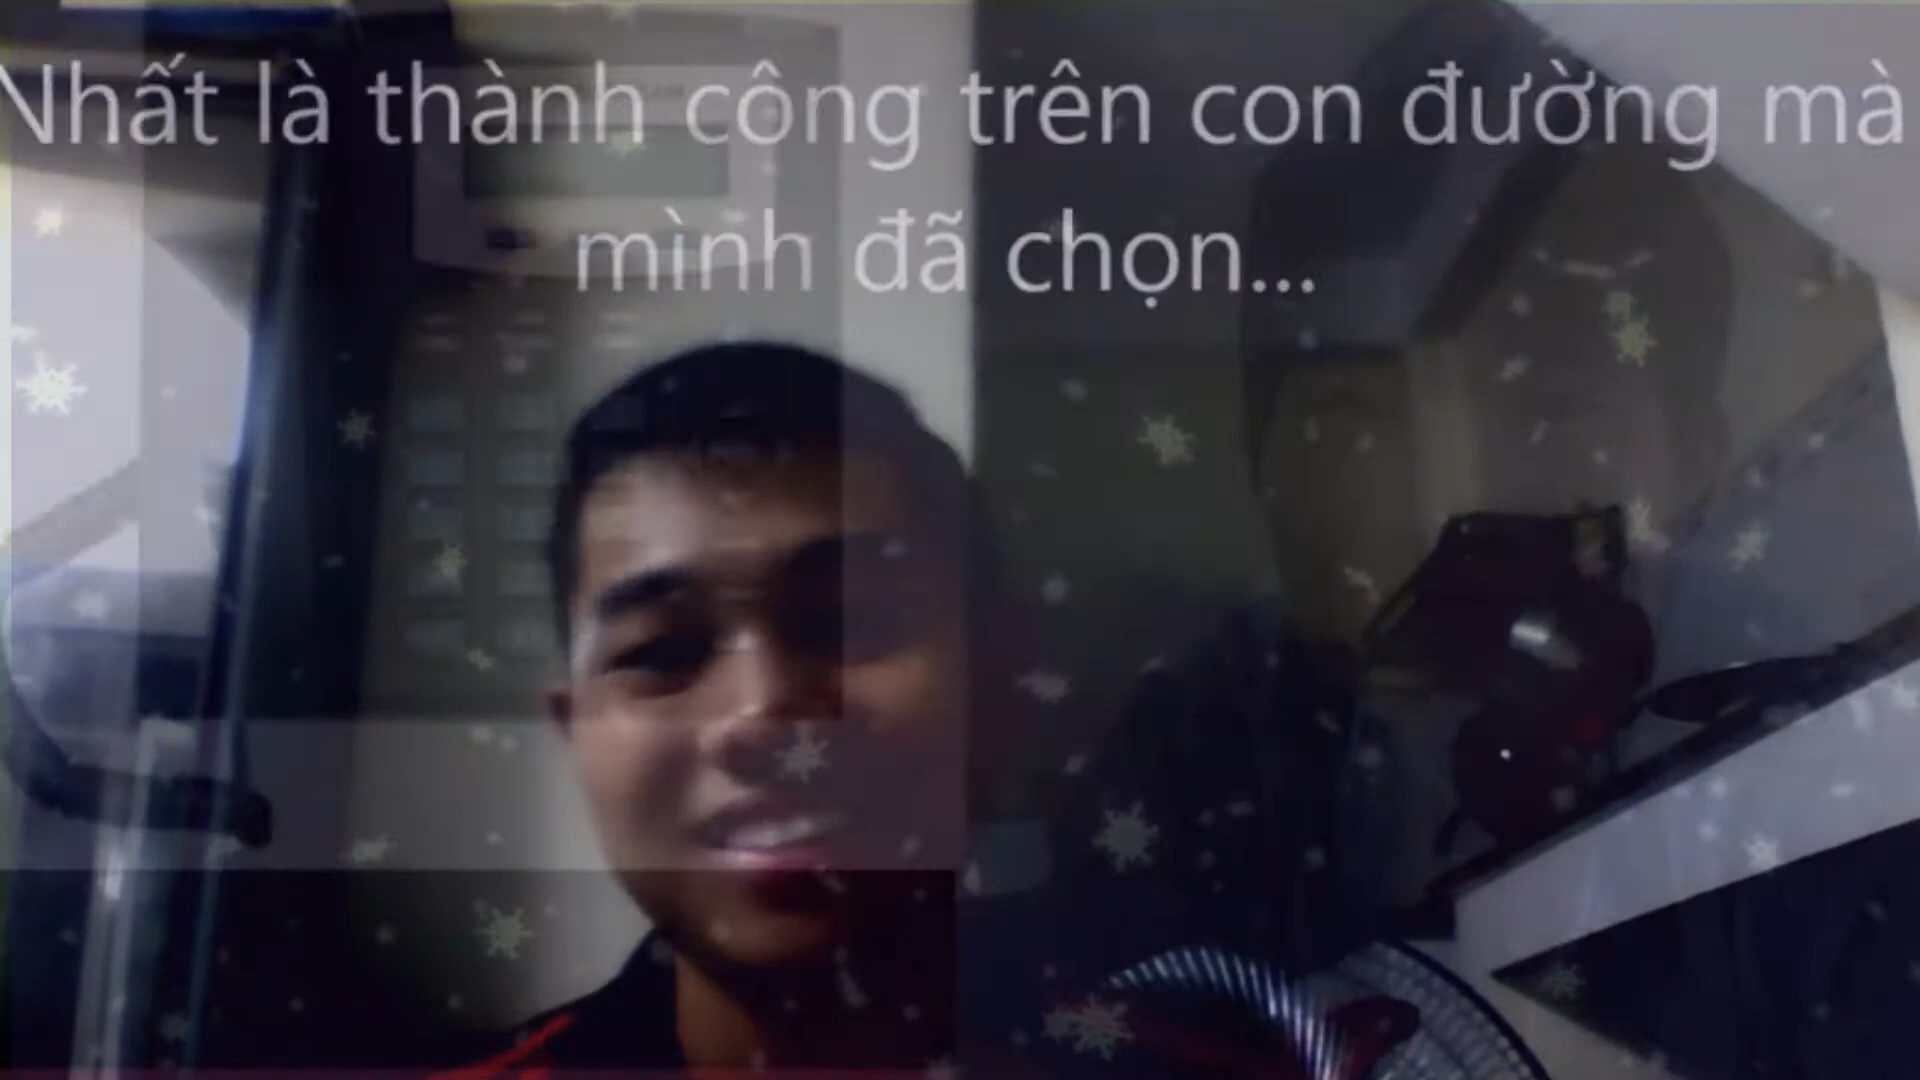 Nhất là thành công trên con đường mà
mình đã chọn...